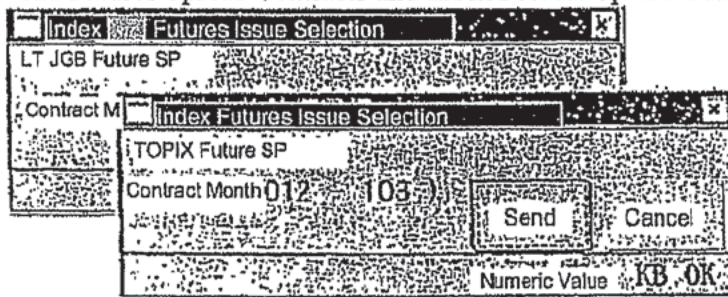 Index Futures Issue Selection
LT JGB Future SP
Contract M
Index Futures Issue Selection
TOPIX Future SP
Contract Month 012 103
Send Cancel
Numeric Value KB OK